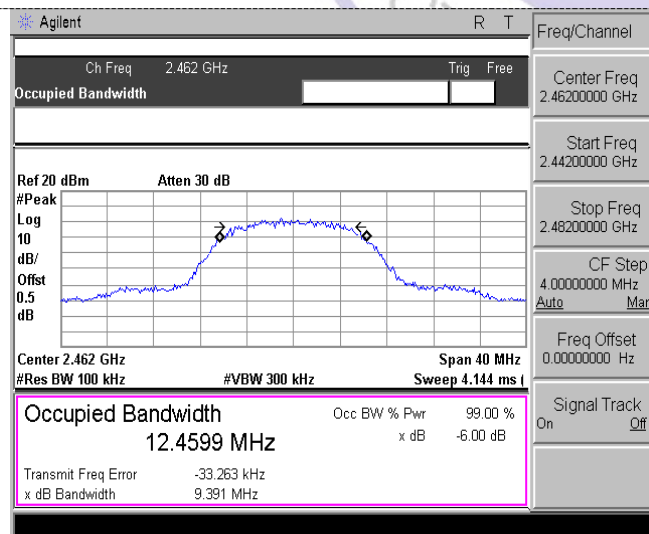 Agilent R T
Freq/Channel
Ch Freq 2.462 GHz Trig Free
Occupied Bandwidth
Center Freq
2.46200000 GHz
Start Freq
2.44200000 GHz
Stop Freq
2.48200000 GHz
CF Step
4.00000000 MHz
Auto Man
Freq Offset
0.00000000 Hz
Signal Track
On Off
Ref 20 dBm Atten 30 dB
#Peak
Log
10
dB/
Offst
0.5
dB
Center 2.462 GHz Span 40 MHz
#Res BW 100 kHz #VBW 300 kHz Sweep 4.144 ms (
Occupied Bandwidth Occ BW % Pwr 99.00 %
12.4599 MHz x dB -6.00 dB
Transmit Freq Error -33.263 kHz
x dB Bandwidth 9.391 MHz